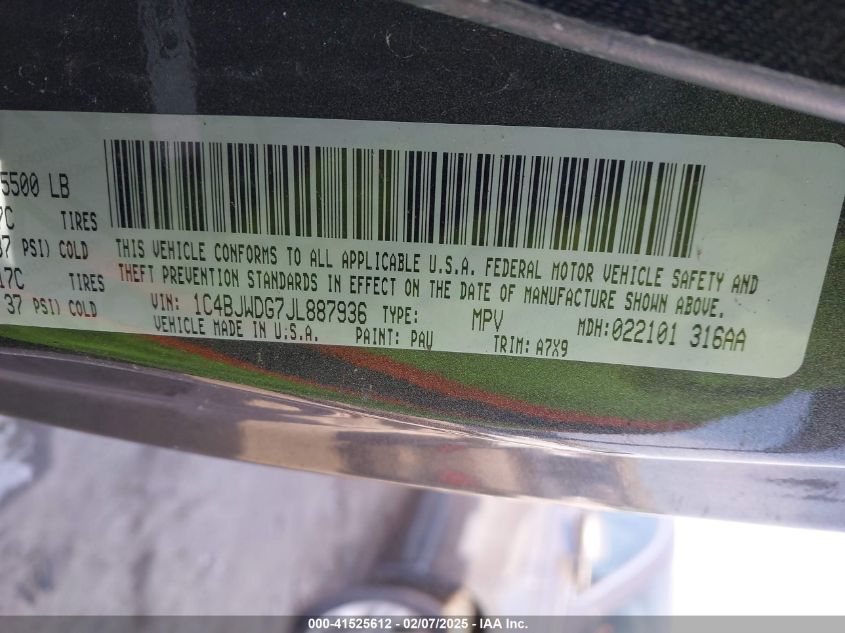 5500 LB
7C TIRES
37 PSI) COLD
17C TIRES
37 PSI) COLD
THIS VEHICLE CONFORMS TO ALL APPLICABLE U.S.A. FEDERAL MOTOR VEHICLE SAFETY AND
THEFT PREVENTION STANDARDS IN EFFECT ON THE DATE OF MANUFACTURE SHOWN ABOVE.
VIN: 1C4BJWDG7JL887936 TYPE: MPV MDH:022101 316AA
VEHICLE MADE IN U.S.A. PAINT: PAU TRIM: A7X9
000-41525612 - 02/07/2025 - IAA Inc.